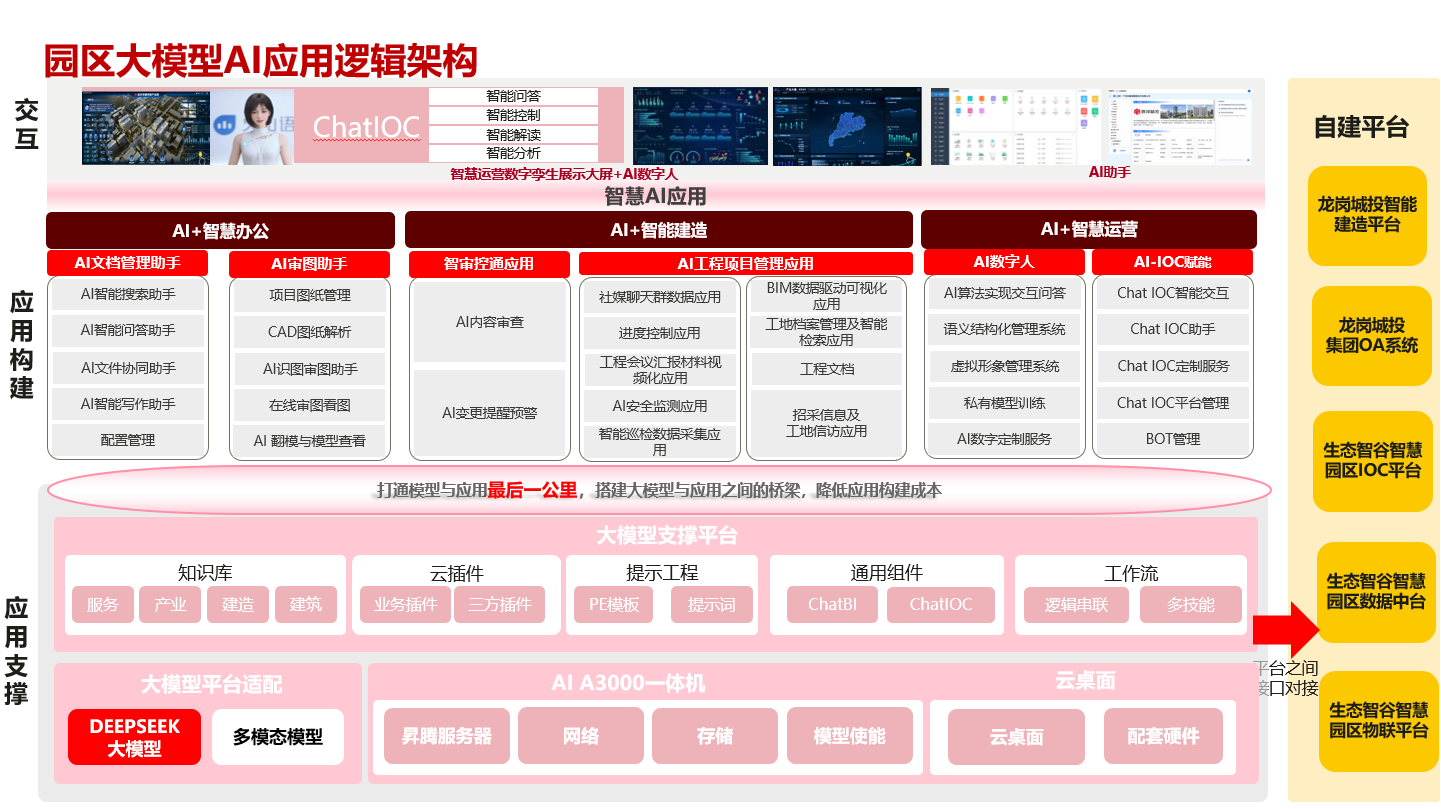 园区大模型AI应用逻辑架构
交互
ChatIOC
智能问答
智能控制
智能解读
智能分析
智慧运营数字孪生展示大屏+AI数字人
AI助手
智慧AI应用
应用构建
AI+智慧办公
AI+智能建造
AI+智慧运营
AI文档管理助手
AI智能搜索助手
AI智能问答助手
AI文件协同助手
AI智能写作助手
配置管理
AI审图助手
项目图纸管理
CAD图纸解析
AI识图审图助手
在线审图看图
AI 翻模与模型查看
智审控通应用
AI内容审查
AI变更提醒预警
AI工程项目管理应用
社媒聊天群数据应用
进度控制应用
工程会议汇报材料视
频化应用
AI安全监测应用
智能巡检数据采集应
用
BIM数据驱动可视化
应用
工地档案管理及智能
检索应用
工程文档
招采信息及
工地信访应用
AI数字人
AI算法实现交互问答
语义结构化管理系统
虚拟形象管理系统
私有模型训练
AI数字定制服务
AI-IOC赋能
Chat IOC智能交互
Chat IOC助手
Chat IOC定制服务
Chat IOC平台管理
BOT管理
打通模型与应用最后一公里，搭建大模型与应用之间的桥梁，降低应用构建成本
应用支撑
大模型支撑平台
知识库
服务
产业
建造
建筑
云插件
业务插件
三方插件
提示工程
PE模板
提示词
通用组件
ChatBI
ChatIOC
工作流
逻辑串联
多技能
大模型平台适配
DEEPSEEK
大模型
多模态模型
AI A3000一体机
昇腾服务器
网络
存储
模型使能
云桌面
云桌面
配套硬件
平台之间
接口对接
自建平台
龙岗城投智能
建造平台
龙岗城投
集团OA系统
生态智谷智慧
园区IOC平台
生态智谷智慧
园区数据中台
生态智谷智慧
园区物联平台